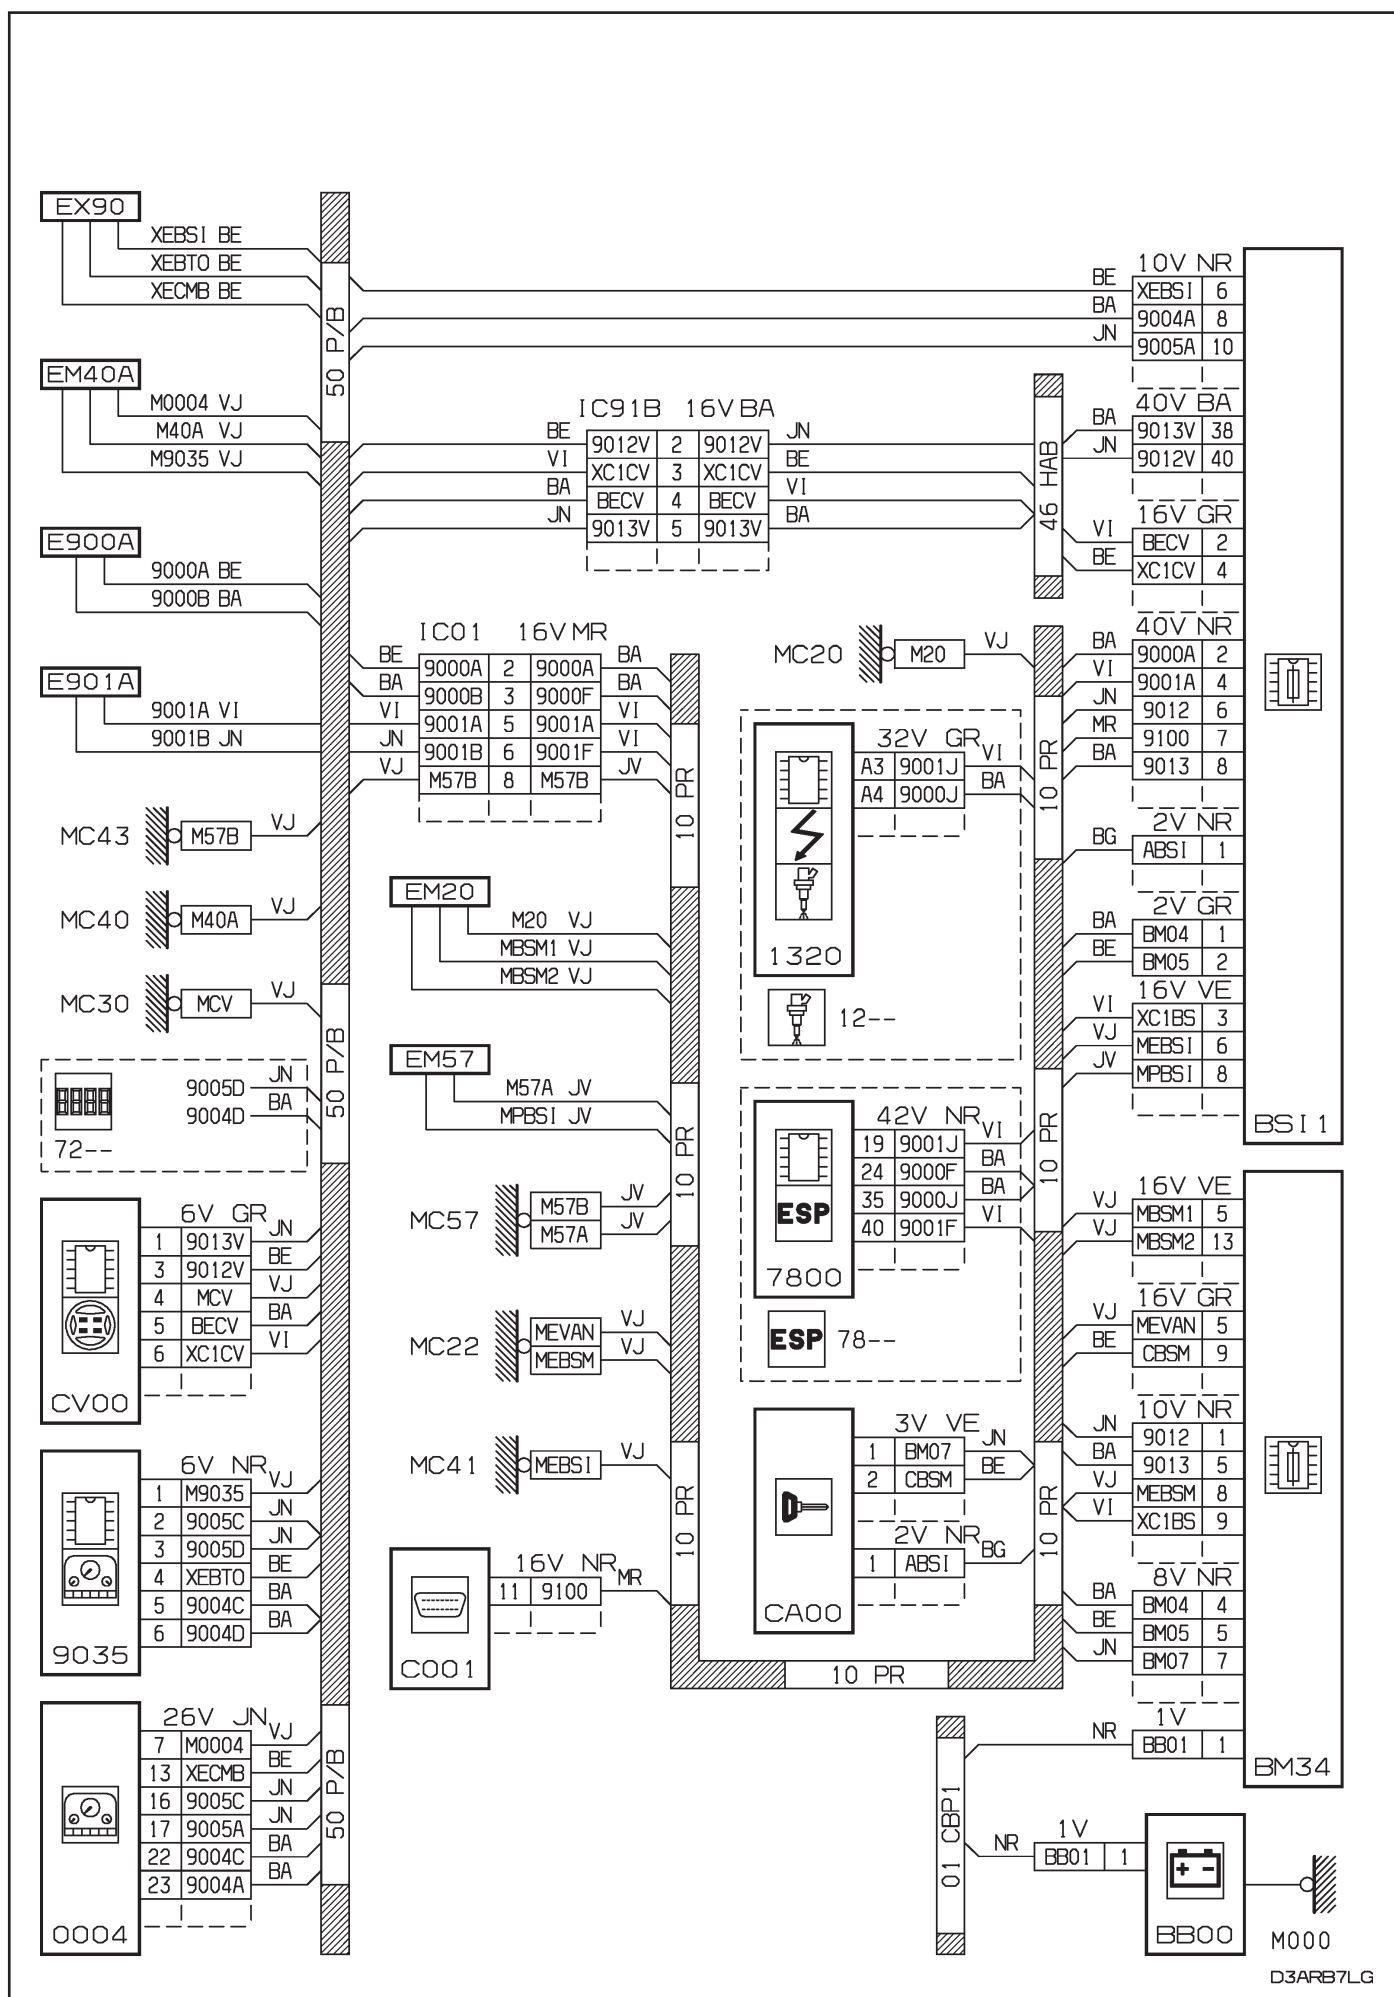 EX90
XEBSI BE
XEBTO BE
XECMB BE
50 P/B
EM40A
M0004 VJ
M40A VJ
M9035 VJ
E900A
9000A BE
9000B BA
E901A
9001A VI
9001B JN
MC43 M57B VJ
MC40 M40A VJ
MC30 MCV VJ
50 P/B
9005D JN
9004D BA
72--
6V GR
1 9013V JN
3 9012V BE
4 MCV VJ
5 BECV BA
6 XC1CV VI
CV00
6V NR
1 M9035 VJ
2 9005C JN
3 9005D JN
4 XEBTO BE
5 9004C BA
6 9004D BA
9035
26V JN
7 M0004 VJ
13 XECMB BE
16 9005C JN
17 9005A JN
22 9004C BA
23 9004A BA
0004
50 P/B
IC91B 16V BA
BE 9012V 2 9012V JN
VI XC1CV 3 XC1CV BE
BA BECV 4 BECV VI
JN 9013V 5 9013V BA
46 HAB
IC01 16V MR
BE 9000A 2 9000A BA
BA 9000B 3 9000F BA
VI 9001A 5 9001A VI
JN 9001B 6 9001F VI
VJ M57B 8 M57B JV
10 PR
EM20
M20 VJ
MBSM1 VJ
MBSM2 VJ
EM57
M57A JV
MPBSI JV
10 PR
MC57
M57B JV
M57A JV
MC22
MEVAN VJ
MEBSM VJ
MC41 MEBSI VJ
10 PR
16V NR
11 9100 MR
C001
MC20 M20 VJ
32V GR
A3 9001J VI
A4 9000J BA
1320
12--
10 PR
42V NR
19 9001J VI
24 9000F BA
35 9000J BA
40 9001F VI
ESP
7800
ESP 78--
10 PR
3V VE
1 BM07 JN
2 CBSM BE
2V NR
1 ABSI BG
CA00
10 PR
10 PR
10V NR
BE XEBSI 6
BA 9004A 8
JN 9005A 10
40V BA
BA 9013V 38
JN 9012V 40
16V GR
VI BECV 2
BE XC1CV 4
40V NR
BA 9000A 2
VI 9001A 4
JN 9012 6
MR 9100 7
BA 9013 8
2V NR
BG ABSI 1
2V GR
BA BM04 1
BE BM05 2
16V VE
VI XC1BS 3
VJ MEBSI 6
JV MPBSI 8
BSI1
16V VE
VJ MBSM1 5
VJ MBSM2 13
16V GR
VJ MEVAN 5
BE CBSM 9
10V NR
JN 9012 1
BA 9013 5
VJ MEBSM 8
VI XC1BS 9
8V NR
BA BM04 4
BE BM05 5
JN BM07 7
1V
NR BB01 1
BM34
01 CBP1
1V
NR BB01 1
BB00
M000
D3ARB7LG